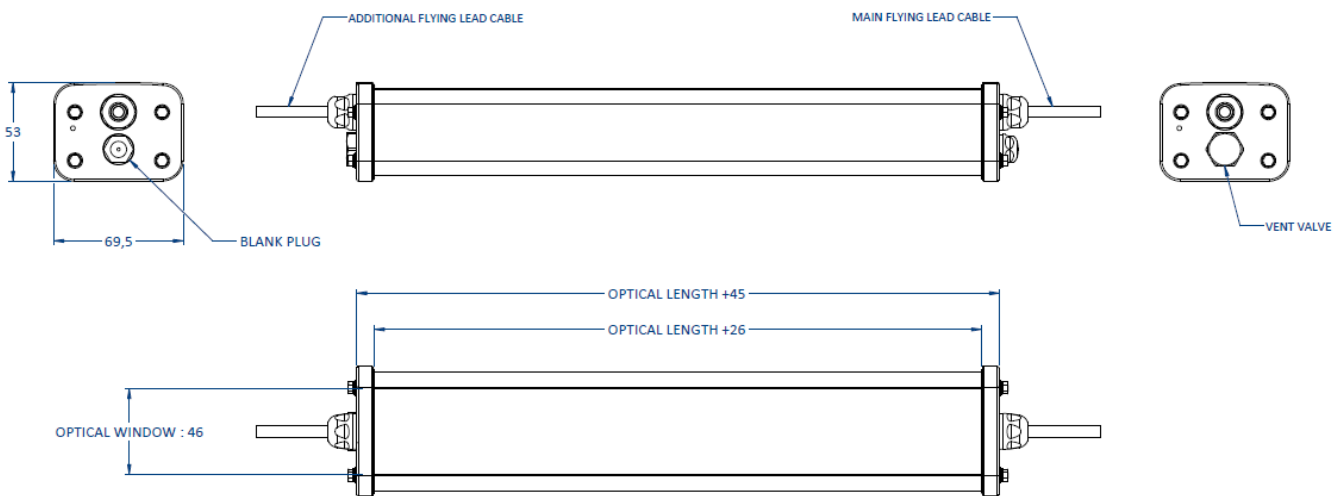 ADDITIONAL FLYING LEAD CABLE
MAIN FLYING LEAD CABLE
53
69,5
BLANK PLUG
VENT VALVE
OPTICAL LENGTH +45
OPTICAL LENGTH +26
OPTICAL WINDOW : 46